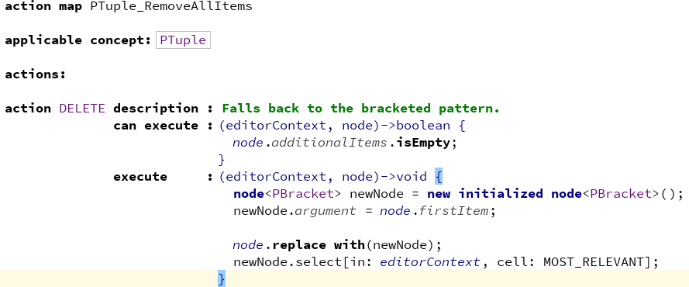 action map PTuple_RemoveAllItems
applicable concept: PTuple
actions:
action DELETE description : Falls back to the bracketed pattern.
can execute : (editorContext, node)->boolean {
node.additionalItems.isEmpty;
}
execute : (editorContext, node)->void {
node<PBracket> newNode = new initialized node<PBracket>();
newNode.argument = node.firstItem;
node.replace with(newNode);
newNode.select[in: editorContext, cell: MOST_RELEVANT];
}